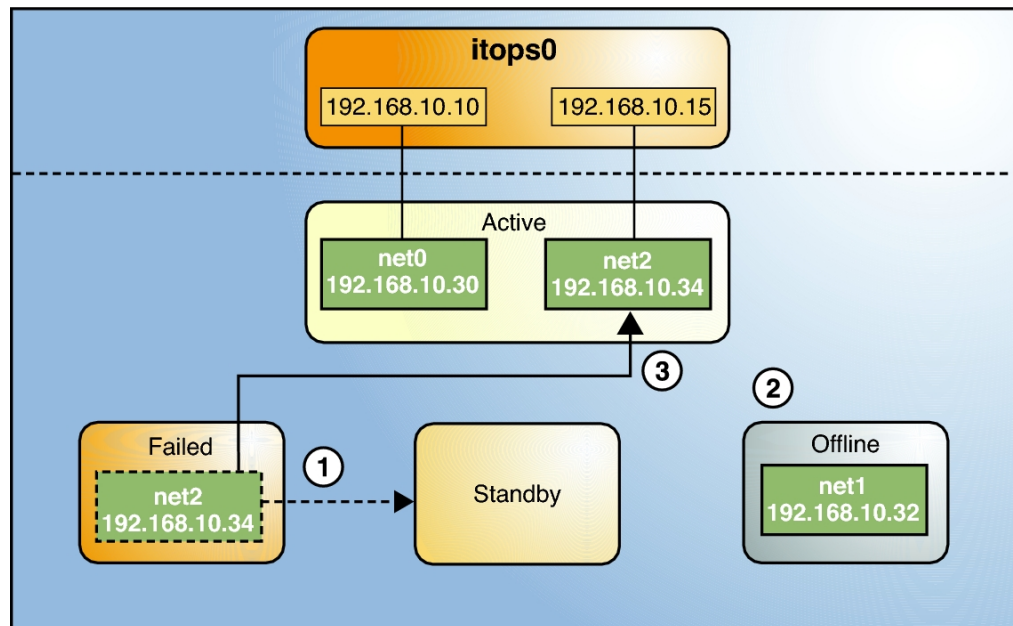 itops0
192.168.10.10
192.168.10.15
Active
net0
192.168.10.30
net2
192.168.10.34
3
2
Failed
net2
192.168.10.34
1
Standby
Offline
net1
192.168.10.32